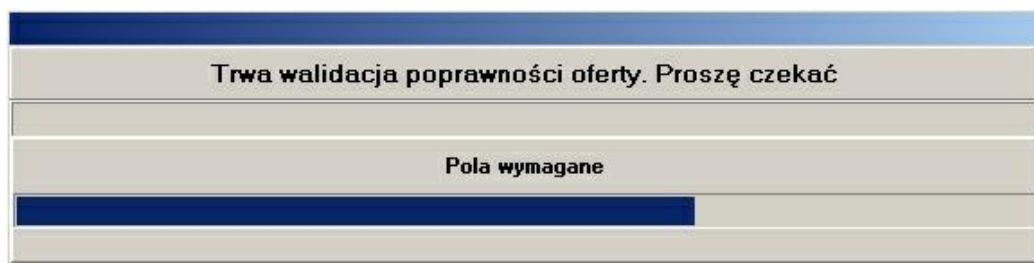 Trwa walidacja poprawności oferty. Proszę czekać
Pola wymagane